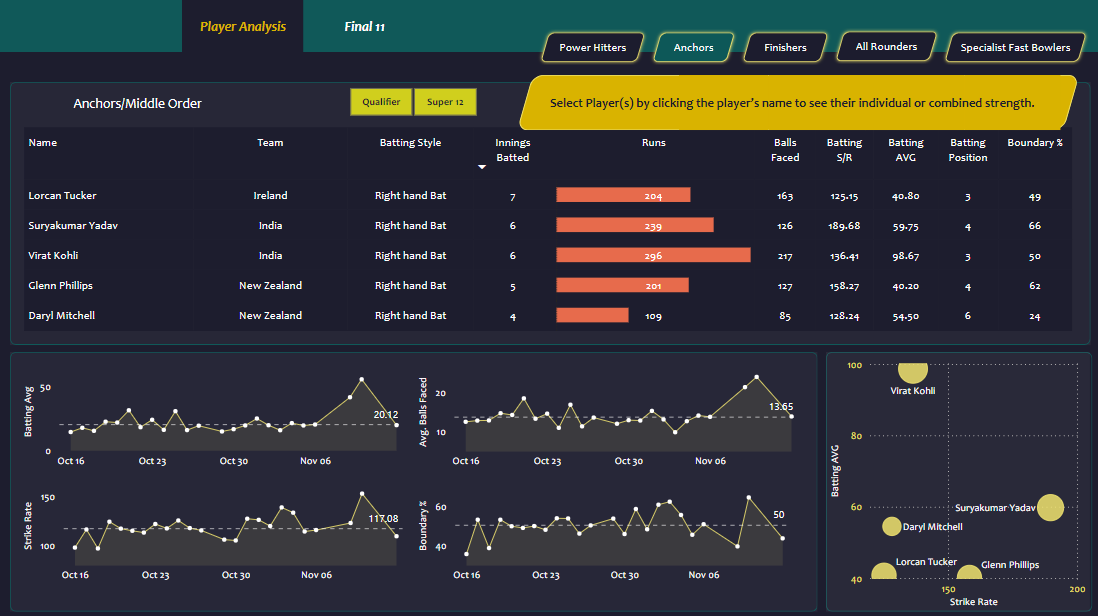 Player Analysis
Final 11
Power Hitters
Anchors
Finishers
All Rounders
Specialist Fast Bowlers
Anchors/Middle Order
Qualifier
Super 12
Select Player(s) by clicking the player's name to see their individual or combined strength.
Name Team Batting Style Innings Batted Runs Balls Faced Batting S/R Batting AVG Batting Position Boundary %
Lorcan Tucker Ireland Right hand Bat 7 204 163 125.15 40.80 3 49
Suryakumar Yadav India Right hand Bat 6 239 126 189.68 59.75 4 66
Virat Kohli India Right hand Bat 6 296 217 136.41 98.67 3 50
Glenn Phillips New Zealand Right hand Bat 5 201 127 158.27 40.20 4 62
Daryl Mitchell New Zealand Right hand Bat 4 109 85 128.24 54.50 6 24
Batting Avg
50
0
20.12
Oct 16 Oct 23 Oct 30 Nov 06
Avg. Balls Faced
20
10
13.65
Oct 16 Oct 23 Oct 30 Nov 06
Strike Rate
150
100
117.08
Oct 16 Oct 23 Oct 30 Nov 06
Boundary %
60
40
50
Oct 16 Oct 23 Oct 30 Nov 06
Batting AVG
100
80
60
40
Virat Kohli
Suryakumar Yadav
Daryl Mitchell
Lorcan Tucker
Glenn Phillips
150 200
Strike Rate